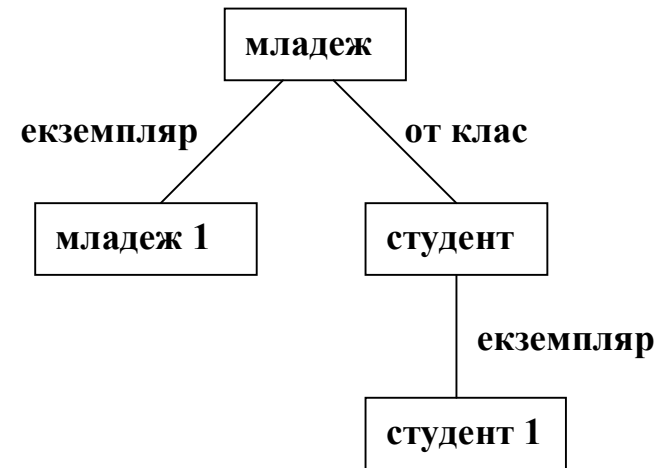 младеж
екземпляр
от клас
младеж 1
студент
екземпляр
студент 1